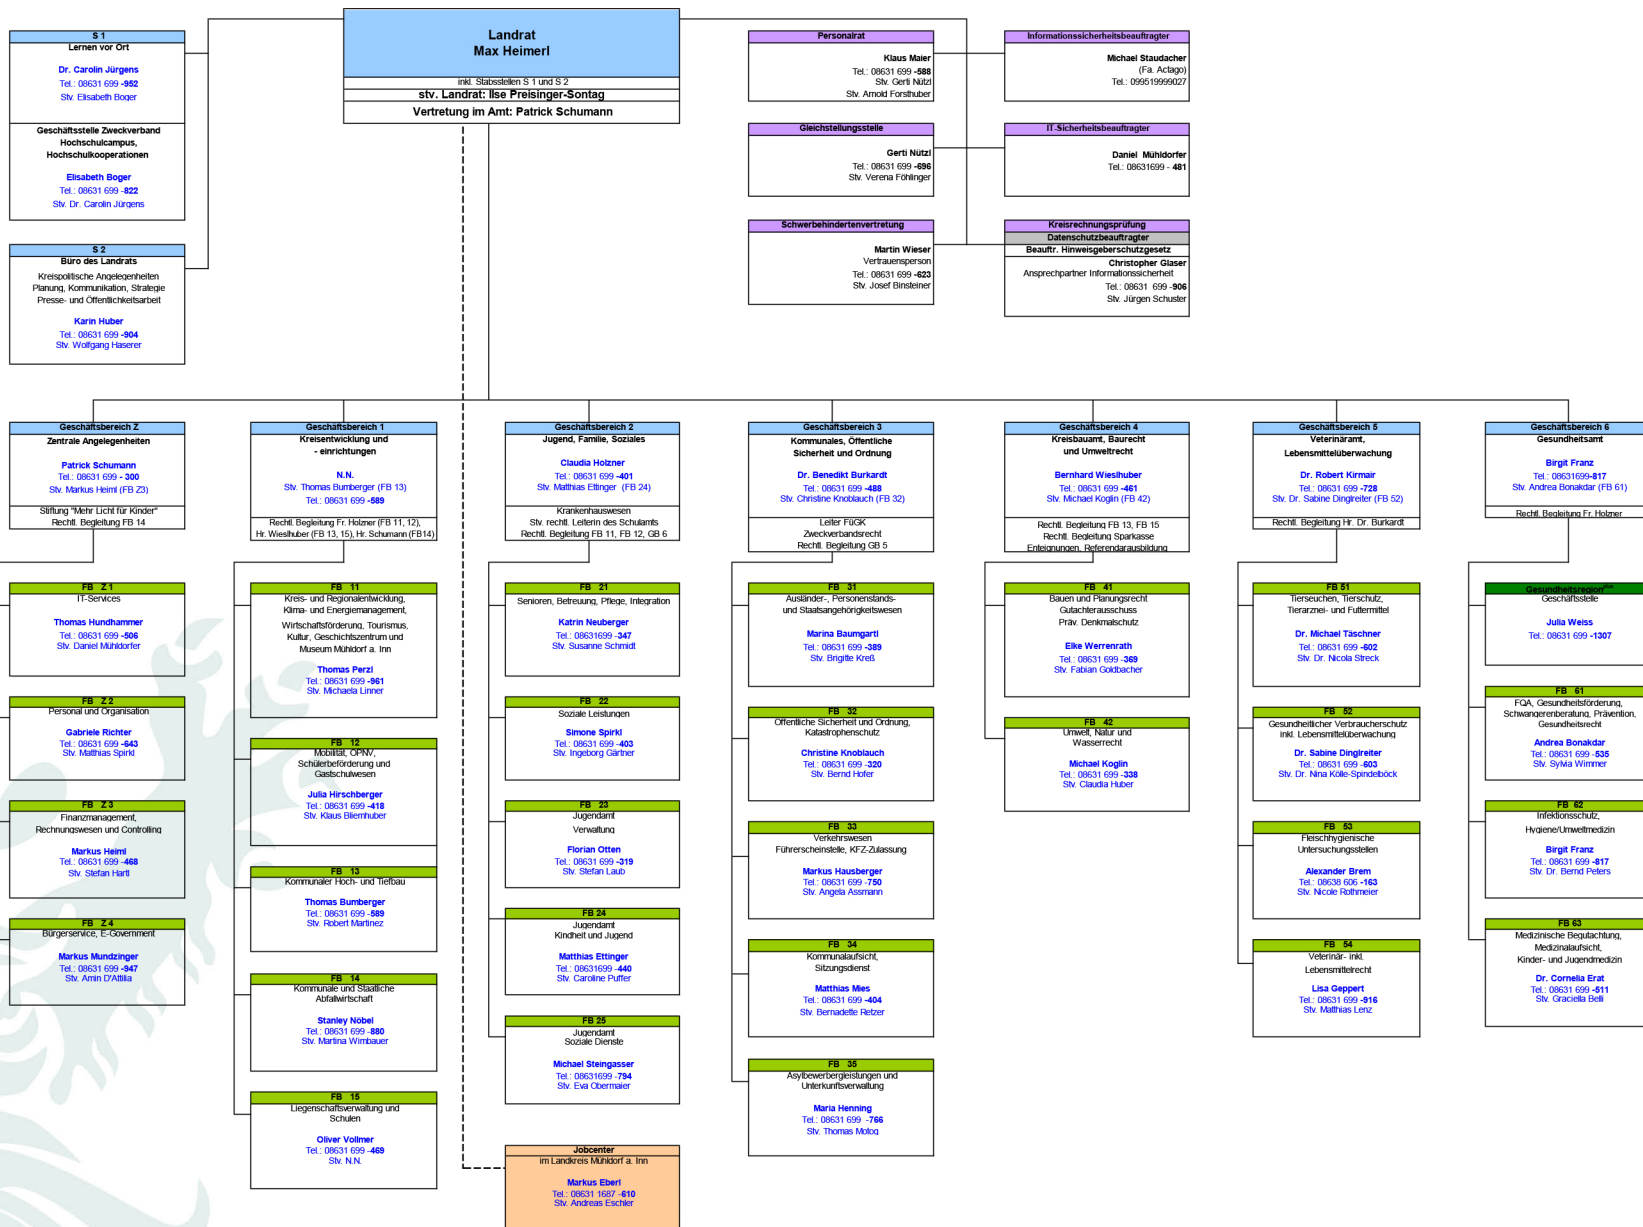 Landrat
Max Heimerl
inkl. Stabsstellen S 1 und S 2
stv. Landrat: Ilse Preisinger-Sontag
Vertretung im Amt: Patrick Schumann
S 1
Lernen vor Ort
Dr. Carolin Jürgens
Tel.: 08631 699 -952
Stv. Elisabeth Boger
Geschäftsstelle Zweckverband
Hochschulcampus,
Hochschulkooperationen
Elisabeth Boger
Tel.: 08631 699 -822
Stv. Dr. Carolin Jürgens
S 2
Büro des Landrats
Kreispolitische Angelegenheiten
Planung, Kommunikation, Strategie
Presse- und Öffentlichkeitsarbeit
Karin Huber
Tel.: 08631 699 -904
Stv. Wolfgang Haserer
Personalrat
Klaus Maier
Tel.: 08631 699 -588
Stv. Gerti Nützl
Stv. Arnold Forsthuber
Informationssicherheitsbeauftragter
Michael Staudacher
(Fa. Actago)
Tel.: 099519999027
Gleichstellungsstelle
Gerti Nützl
Tel.: 08631 699 -696
Stv. Verena Föhlinger
IT-Sicherheitsbeauftragter
Daniel Mühldorfer
Tel.: 08631699 - 481
Schwerbehindertenvertretung
Martin Wieser
Vertrauensperson
Tel.: 08631 699 -623
Stv. Josef Binsteiner
Kreisrechnungsprüfung
Datenschutzbeauftragter
Beauftr. Hinweisgeberschutzgesetz
Christopher Glaser
Ansprechpartner Informationssicherheit
Tel.: 08631 699 -906
Stv. Jürgen Schuster
Geschäftsbereich Z
Zentrale Angelegenheiten
Patrick Schumann
Tel.: 08631 699 - 300
Stv. Markus Heiml (FB Z3)
Stiftung "Mehr Licht für Kinder"
Rechtl. Begleitung FB 14
FB Z 1
IT-Services
Thomas Hundhammer
Tel.: 08631 699 -506
Stv. Daniel Mühldorfer
FB Z 2
Personal und Organisation
Gabriele Richter
Tel.: 08631 699 -643
Stv. Matthias Spirkl
FB Z 3
Finanzmanagement,
Rechnungswesen und Controlling
Markus Heiml
Tel.: 08631 699 -468
Stv. Stefan Hartl
FB Z 4
Bürgerservice, E-Government
Markus Mundzinger
Tel.: 08631 699 -947
Stv. Amin D'Attilia
Geschäftsbereich 1
Kreisentwicklung und
- einrichtungen
N.N.
Stv. Thomas Bumberger (FB 13)
Tel.: 08631 699 -589
Rechtl. Begleitung Fr. Holzner (FB 11, 12),
Hr. Wieslhuber (FB 13, 15), Hr. Schumann (FB14)
FB 11
Kreis- und Regionalentwicklung,
Klima- und Energiemanagement,
Wirtschaftsförderung, Tourismus,
Kultur, Geschichtszentrum und
Museum Mühldorf a. Inn
Thomas Perzl
Tel.: 08631 699 -961
Stv. Michaela Linner
FB 12
Mobilität, ÖPNV,
Schülerbeförderung und
Gastschulwesen
Julia Hirschberger
Tel.: 08631 699 -418
Stv. Klaus Bliemhuber
FB 13
Kommunaler Hoch- und Tiefbau
Thomas Bumberger
Tel.: 08631 699 -589
Stv. Robert Martinez
FB 14
Kommunale und Staatliche
Abfallwirtschaft
Stanley Nöbel
Tel.: 08631 699 -880
Stv. Martina Wimbauer
FB 15
Liegenschaftsverwaltung und
Schulen
Oliver Vollmer
Tel.: 08631 699 -469
Stv. N.N.
Geschäftsbereich 2
Jugend, Familie, Soziales
Claudia Holzner
Tel.: 08631 699 -401
Stv. Matthias Ettinger (FB 24)
Krankenhauswesen
Stv. rechtl. Leiterin des Schulamts
Rechtl. Begleitung FB 11, FB 12, GB 6
FB 21
Senioren, Betreuung, Pflege, Integration
Katrin Neuberger
Tel.: 08631699 -347
Stv. Susanne Schmidt
FB 22
Soziale Leistungen
Simone Spirkl
Tel.: 08631 699 -403
Stv. Ingeborg Gärtner
FB 23
Jugendamt
Verwaltung
Florian Otten
Tel.: 08631 699 -319
Stv. Stefan Laub
FB 24
Jugendamt
Kindheit und Jugend
Matthias Ettinger
Tel.: 08631699 -440
Stv. Caroline Puffer
FB 25
Jugendamt
Soziale Dienste
Michael Steingasser
Tel.: 08631699 -794
Stv. Eva Obermaier
Jobcenter
im Landkreis Mühldorf a. Inn
Markus Eberl
Tel.: 08631 1687 -610
Stv. Andreas Eschler
Geschäftsbereich 3
Kommunales, Öffentliche
Sicherheit und Ordnung
Dr. Benedikt Burkardt
Tel.: 08631 699 -488
Stv. Christine Knoblauch (FB 32)
Leiter FüGK
Zweckverbandsrecht
Rechtl. Begleitung GB 5
FB 31
Ausländer-, Personenstands-
und Staatsangehörigkeitswesen
Marina Baumgartl
Tel.: 08631 699 -389
Stv. Brigitte Kreß
FB 32
Öffentliche Sicherheit und Ordnung,
Katastrophenschutz
Christine Knoblauch
Tel.: 08631 699 -320
Stv. Bernd Hofer
FB 33
Verkehrswesen
Führerscheinstelle, KFZ-Zulassung
Markus Hausberger
Tel.: 08631 699 -750
Stv. Angela Assmann
FB 34
Kommunalaufsicht,
Sitzungsdienst
Matthias Mies
Tel.: 08631 699 -404
Stv. Bernadette Retzer
FB 35
Asylbewerbergleistungen und
Unterkunftsverwaltung
Maria Henning
Tel.: 08631 699 -766
Stv. Thomas Motog
Geschäftsbereich 4
Kreisbauamt, Baurecht
und Umweltrecht
Bernhard Wieslhuber
Tel.: 08631 699 -461
Stv. Michael Koglin (FB 42)
Rechtl. Begleitung FB 13, FB 15
Rechtl. Begleitung Sparkasse
Enteignungen, Referendarausbildung
FB 41
Bauen und Planungsrecht
Gutachterausschuss
Präv. Denkmalschutz
Elke Werrenrath
Tel.: 08631 699 -369
Stv. Fabian Goldbacher
FB 42
Umwelt, Natur und
Wasserrecht
Michael Koglin
Tel.: 08631 699 -338
Stv. Claudia Huber
Geschäftsbereich 5
Veterinäramt,
Lebensmittelüberwachung
Dr. Robert Kirmair
Tel.: 08631 699 -728
Stv. Dr. Sabine Dinglreiter (FB 52)
Rechtl. Begleitung Hr. Dr. Burkardt
FB 51
Tierseuchen, Tierschutz,
Tierarznei- und Futtermittel
Dr. Michael Täschner
Tel.: 08631 699 -602
Stv. Dr. Nicola Streck
FB 52
Gesundheitlicher Verbraucherschutz
inkl. Lebensmittelüberwachung
Dr. Sabine Dinglreiter
Tel.: 08631 699 -603
Stv. Dr. Nina Kölle-Spindelböck
FB 53
Fleischhygienische
Untersuchungsstellen
Alexander Brem
Tel.: 08638 606 -163
Stv. Nicole Rothmeier
FB 54
Veterinär- inkl.
Lebensmittelrecht
Lisa Geppert
Tel.: 08631 699 -916
Stv. Matthias Lenz
Geschäftsbereich 6
Gesundheitsamt
Birgit Franz
Tel.: 08631699-817
Stv. Andrea Bonakdar (FB 61)
Rechtl. Begleitung Fr. Holzner
Gesundheitsregion plus
Geschäftsstelle
Julia Weiss
Tel.: 08631 699 -1307
FB 61
FQA, Gesundheitsförderung,
Schwangerenberatung, Prävention,
Gesundheitsrecht
Andrea Bonakdar
Tel.: 08631 699 -535
Stv. Sylvia Wimmer
FB 62
Infektionsschutz,
Hygiene/Umweltmedizin
Birgit Franz
Tel.: 08631 699 -817
Stv. Dr. Bernd Peters
FB 63
Medizinische Begutachtung,
Medizinalaufsicht,
Kinder- und Jugendmedizin
Dr. Cornelia Erat
Tel.: 08631 699 -511
Stv. Graciella Belli